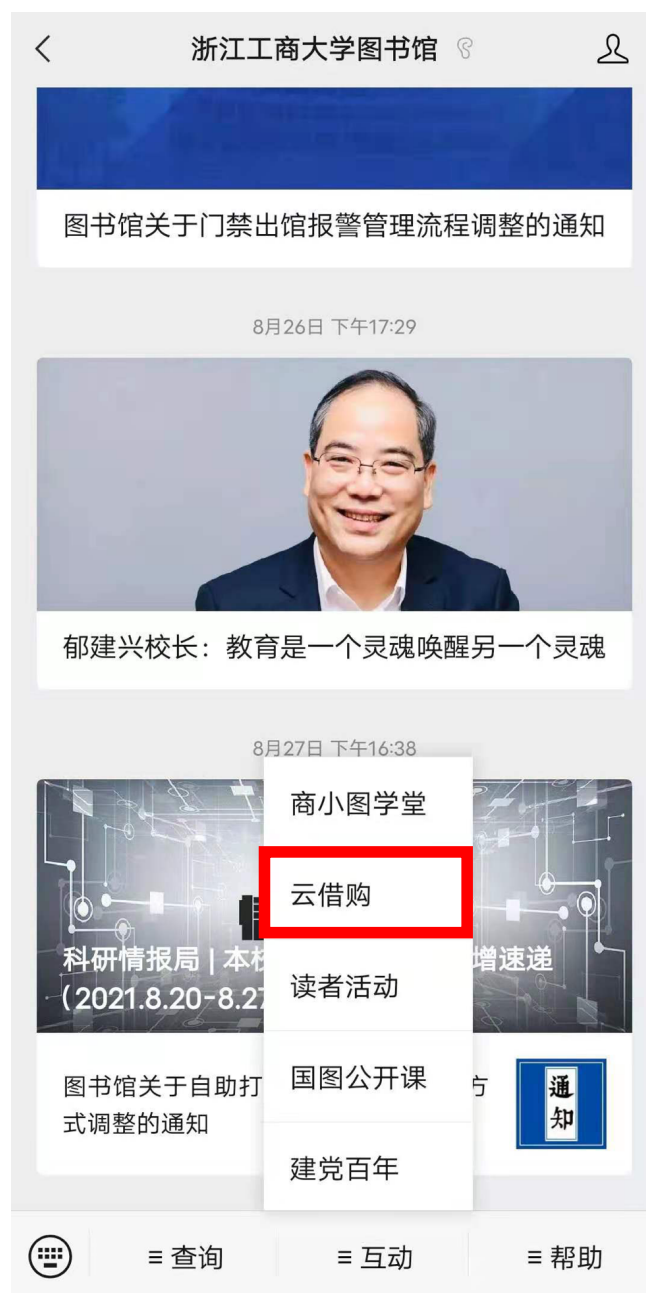 浙江工商大学图书馆
图书馆关于门禁出馆报警管理流程调整的通知
8月26日 下午17:29
郁建兴校长：教育是一个灵魂唤醒另一个灵魂
8月27日 下午16:38
科研情报局 | 本
增速递
(2021.8.20-8.27
图书馆关于自助打
方
式调整的通知
通
知
商小图学堂
云借购
读者活动
国图公开课
建党百年
≡ 查询
≡ 互动
≡ 帮助